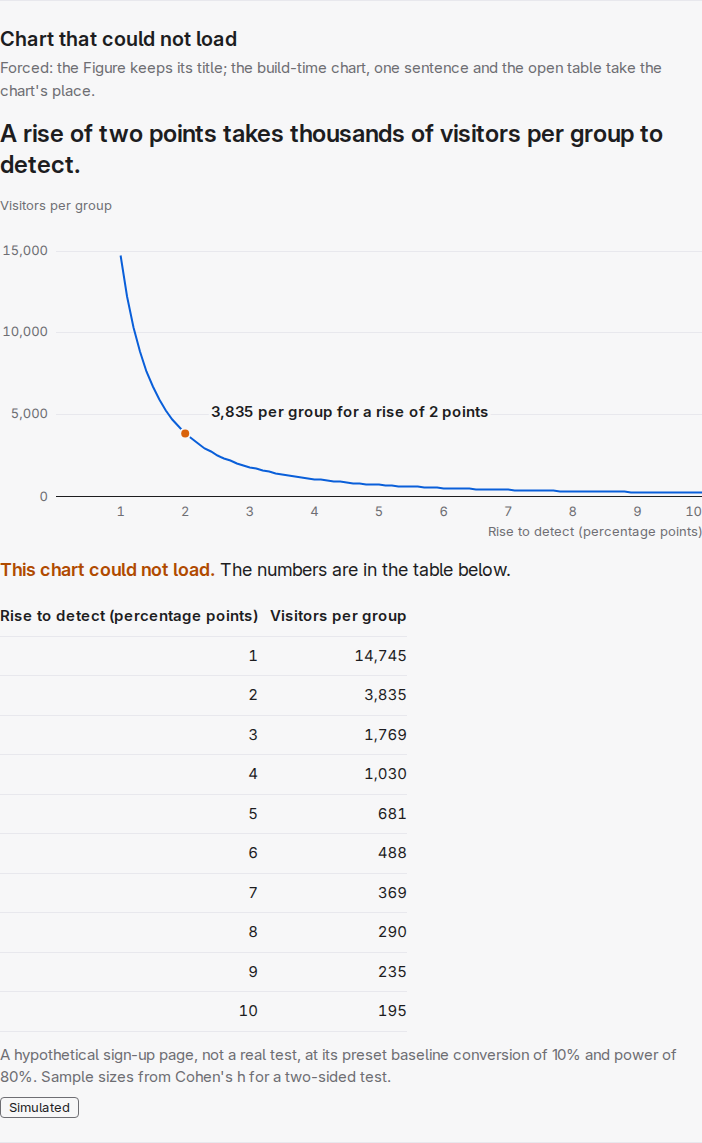 Chart that could not load
Forced: the Figure keeps its title; the build-time chart, one sentence and the open table take the
chart's place.
A rise of two points takes thousands of visitors per group to
detect.
Visitors per group
15,000
10,000
5,000
3,835 per group for a rise of 2 points
0
1 2 3 4 5 6 7 8 9 10
Rise to detect (percentage points)
This chart could not load. The numbers are in the table below.
Rise to detect (percentage points) Visitors per group
1 14,745
2 3,835
3 1,769
4 1,030
5 681
6 488
7 369
8 290
9 235
10 195
A hypothetical sign-up page, not a real test, at its preset baseline conversion of 10% and power of
80%. Sample sizes from Cohen's h for a two-sided test.
Simulated